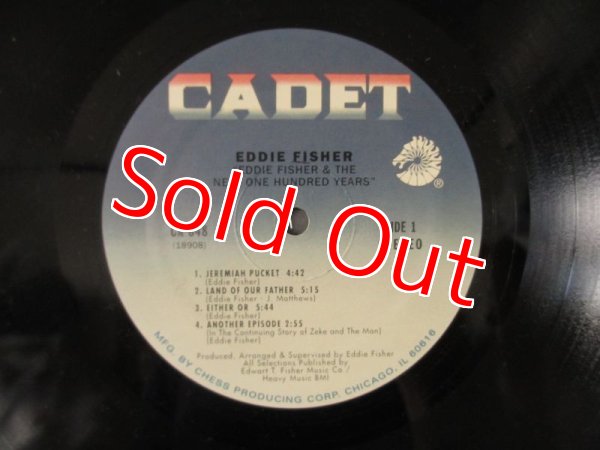 CADET
EDDIE FISHER
"EDDIE FISHER & THE
ONE HUNDRED YEARS"
®
Sold Out
1
(18908)
1. JEREMIAH PUCKET 4:42
(Eddie Fisher)
2. LAND OF OUR FATHER 5:15
(Eddie Fisher - J. Matthews)
3. EITHER OR 5:44
(Eddie Fisher)
4. ANOTHER EPISODE 2:55
(In The Continuing Story of Zeke and The Man)
(Eddie Fisher)
Produced, Arranged & Supervised by Eddie Fisher
All Selections Published by
Edwart T. Fisher Music Co /
Heavy Music BMI
MFG. BY CHESS PRODUCING CORP. CHICAGO, IL 60616